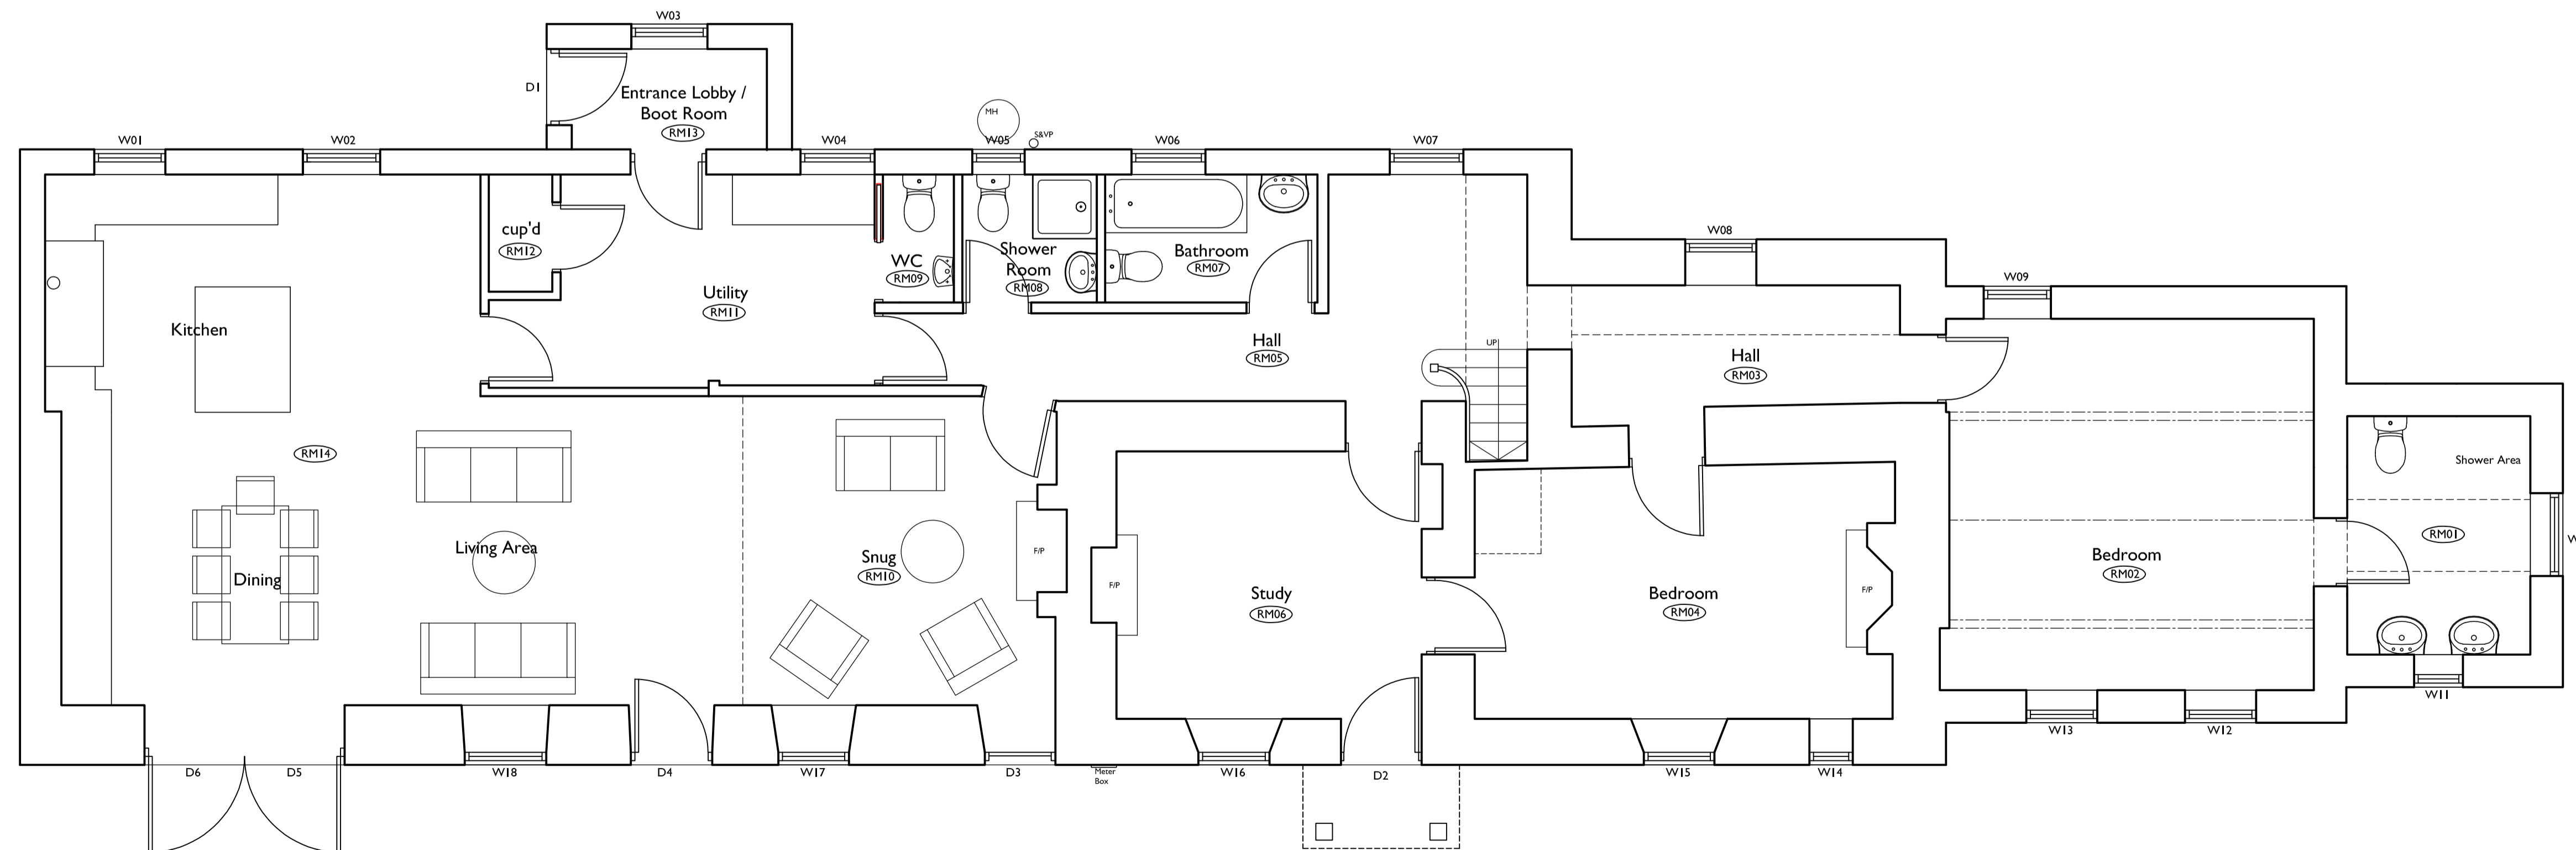 W03
D1
Entrance Lobby /
Boot Room
RM13
MH
S&VP
W01
W02
W04
W05
W06
W07
W08
W09
cup'd
RM12
WC
RM09
Shower
Room
RM08
Bathroom
RM07
Utility
RM11
Kitchen
Hall
RM05
UP
Hall
RM03
RM14
Shower Area
RM01
W
Living Area
Dining
Snug
RM10
F/P
F/P
Study
RM06
Bedroom
RM04
F/P
Bedroom
RM02
W11
W13
W12
D6
D5
W18
D4
W17
D3
Meter
Box
W16
D2
W15
W14